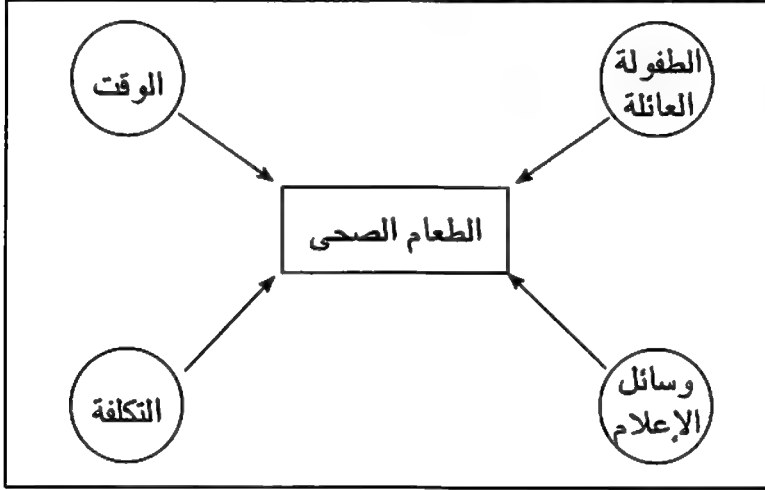 الطفولة
العائلة
الوقت
الطعام الصحى
وسائل
الإعلام
التكلفة